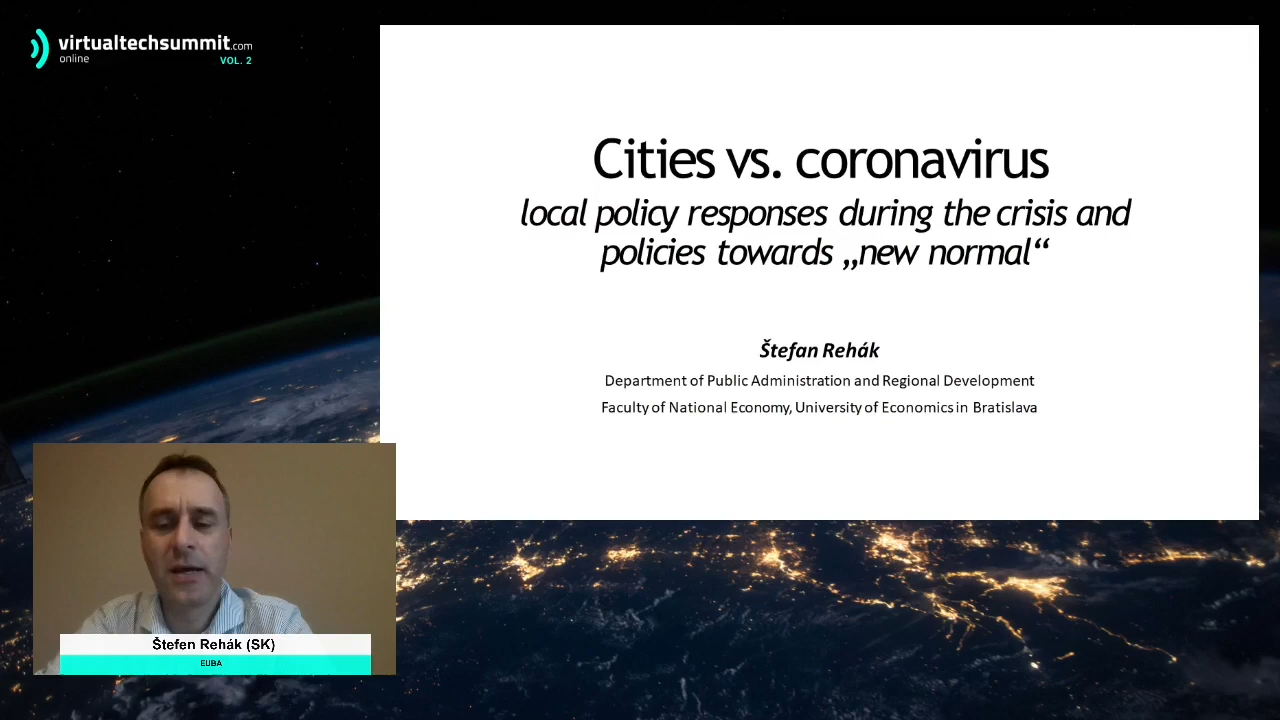 virtualtechsummit.com
online
VOL. 2
Cities vs. coronavirus
local policy responses during the crisis and
policies towards „new normal“
Štefan Rehák
Department of Public Administration and Regional Development
Faculty of National Economy, University of Economics in Bratislava
Štefen Rehák (SK)
EUBA